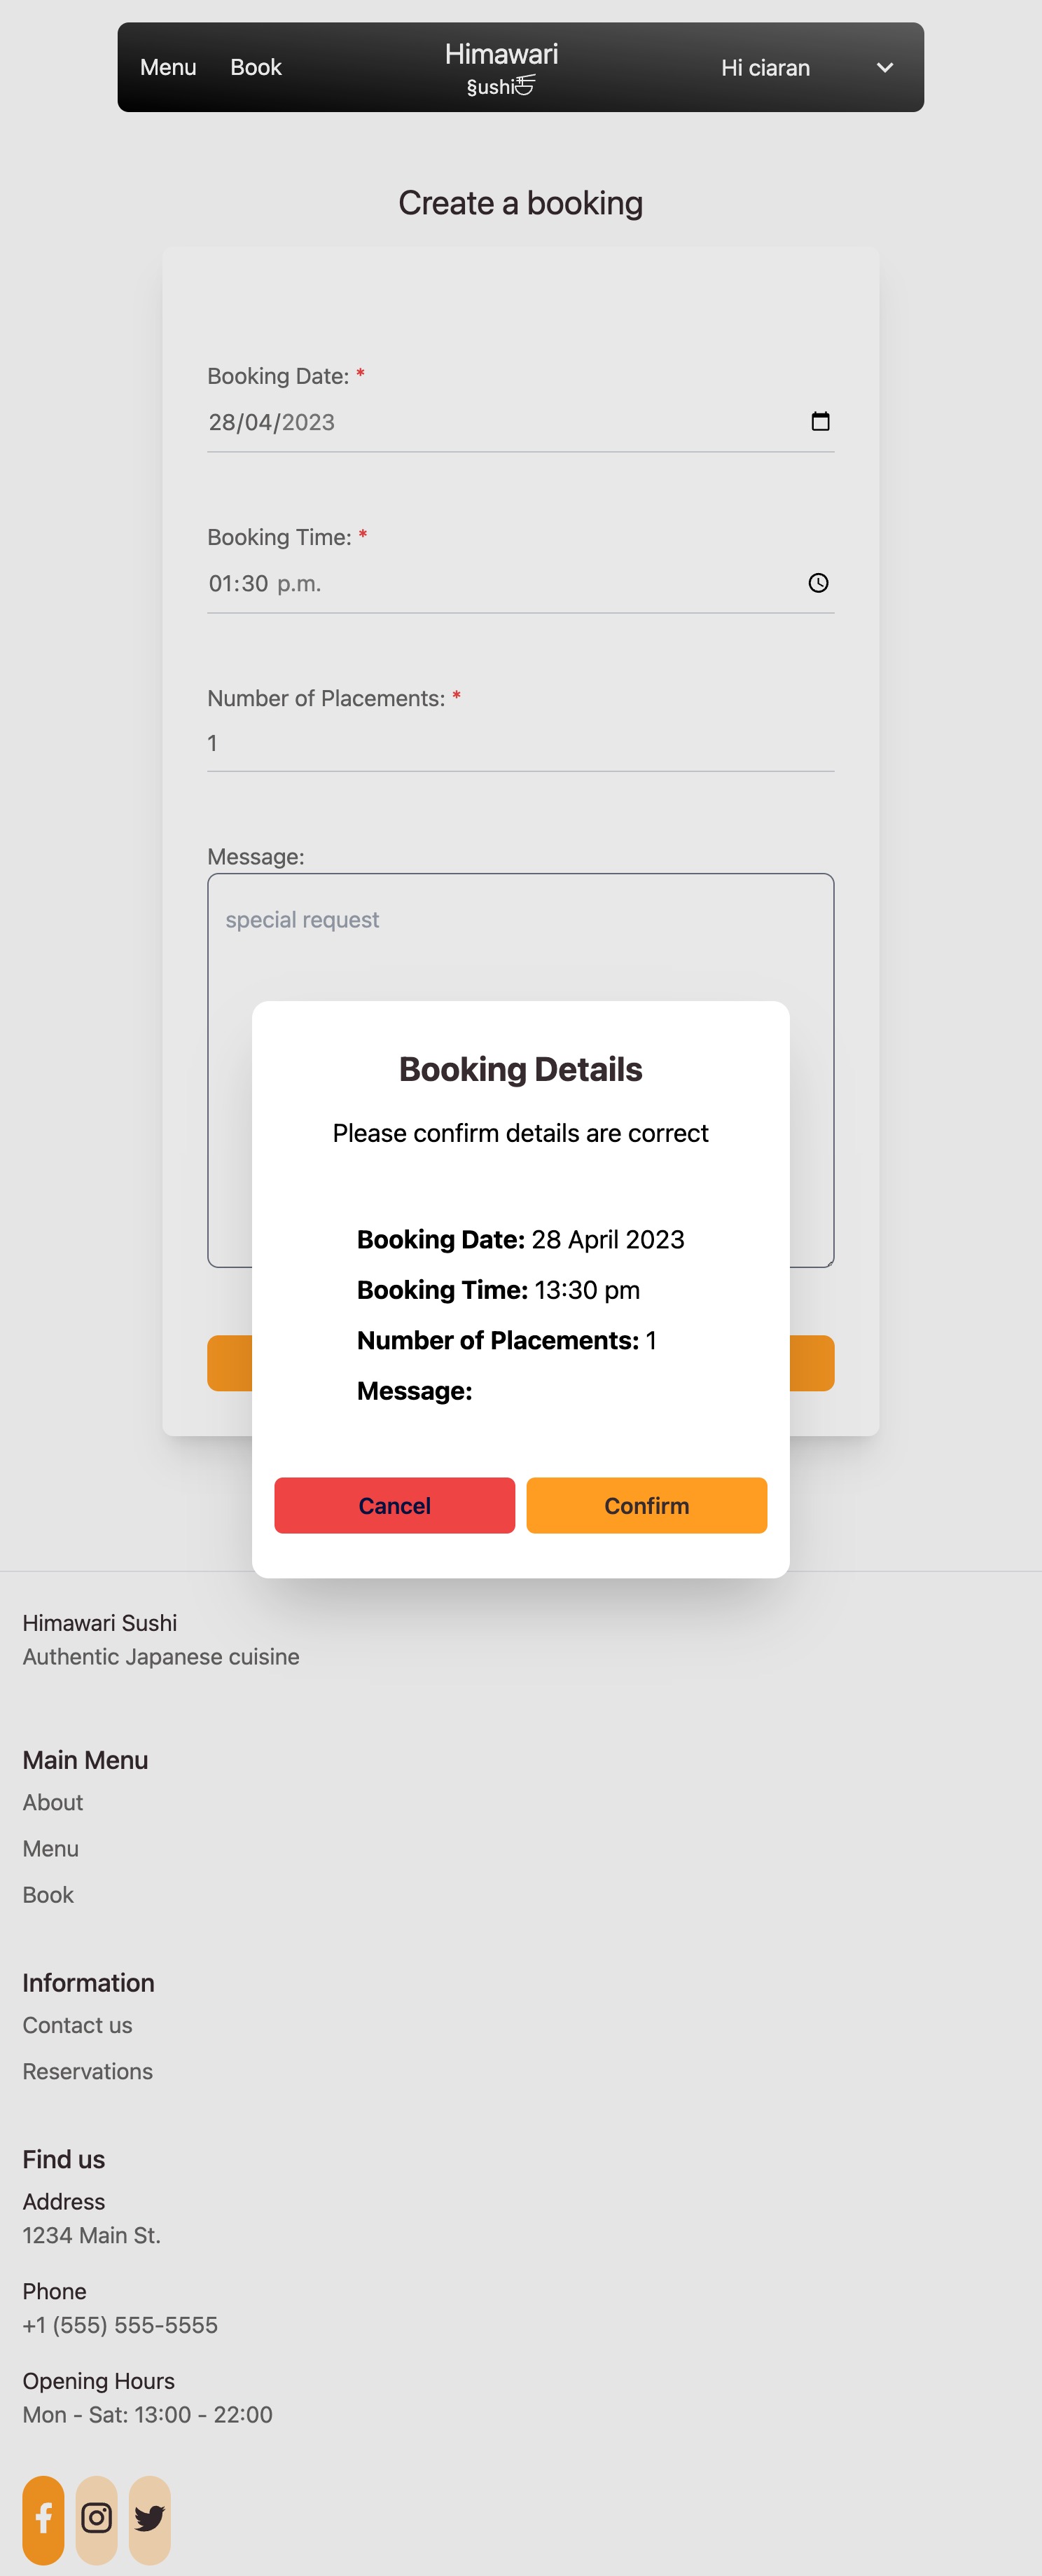 Menu Book
Himawari
§ushi
Hi ciaran
Create a booking
Booking Date: *
28/04/2023
Booking Time: *
01:30 p.m.
Number of Placements: *
1
Message:
special request
Booking Details
Please confirm details are correct
Booking Date: 28 April 2023
Booking Time: 13:30 pm
Number of Placements: 1
Message:
Cancel Confirm
Himawari Sushi
Authentic Japanese cuisine
Main Menu
About
Menu
Book
Information
Contact us
Reservations
Find us
Address
1234 Main St.
Phone
+1 (555) 555-5555
Opening Hours
Mon - Sat: 13:00 - 22:00